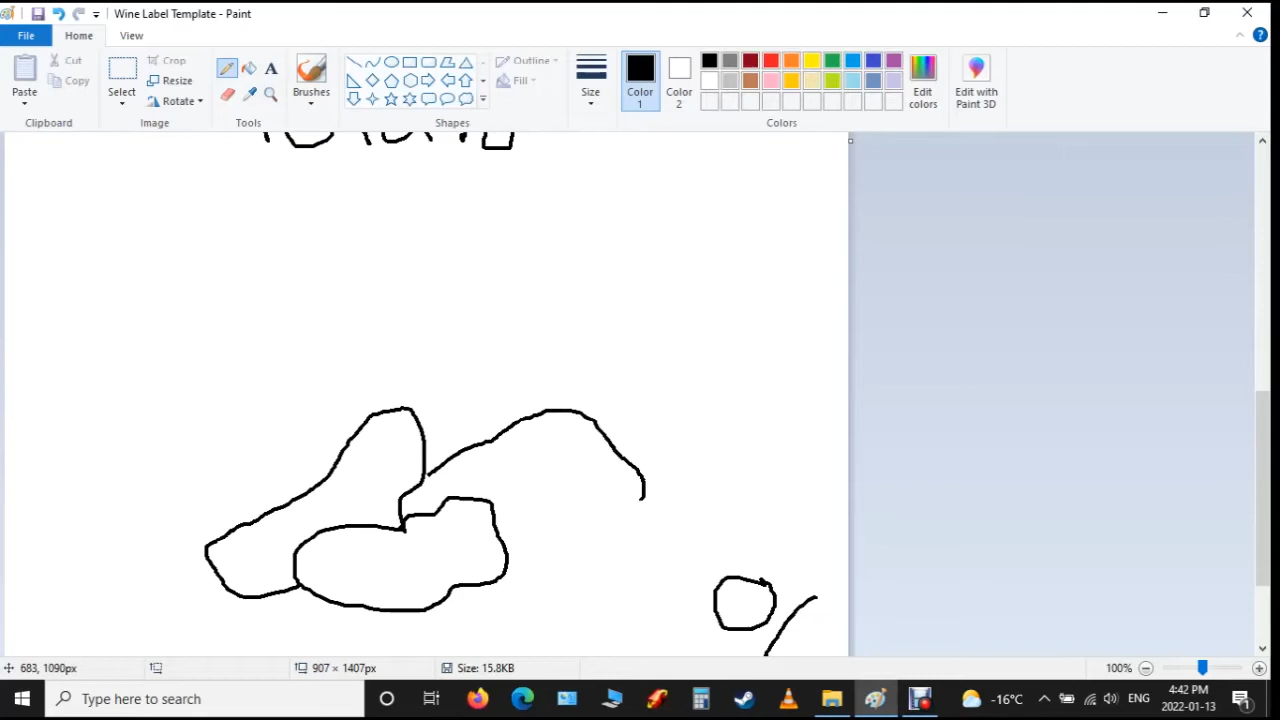 Wine Label Template - Paint
File Home View
Paste Cut Copy
Clipboard
Select Crop Resize Rotate
Image
Tools
Brushes
Outline Fill
Shapes
Size
Color 1 Color 2
Edit colors
Colors
Edit with Paint 3D
683, 1090px 907 × 1407px Size: 15.8KB 100%
Type here to search -16°C ENG 4:42 PM
2022-01-13 1